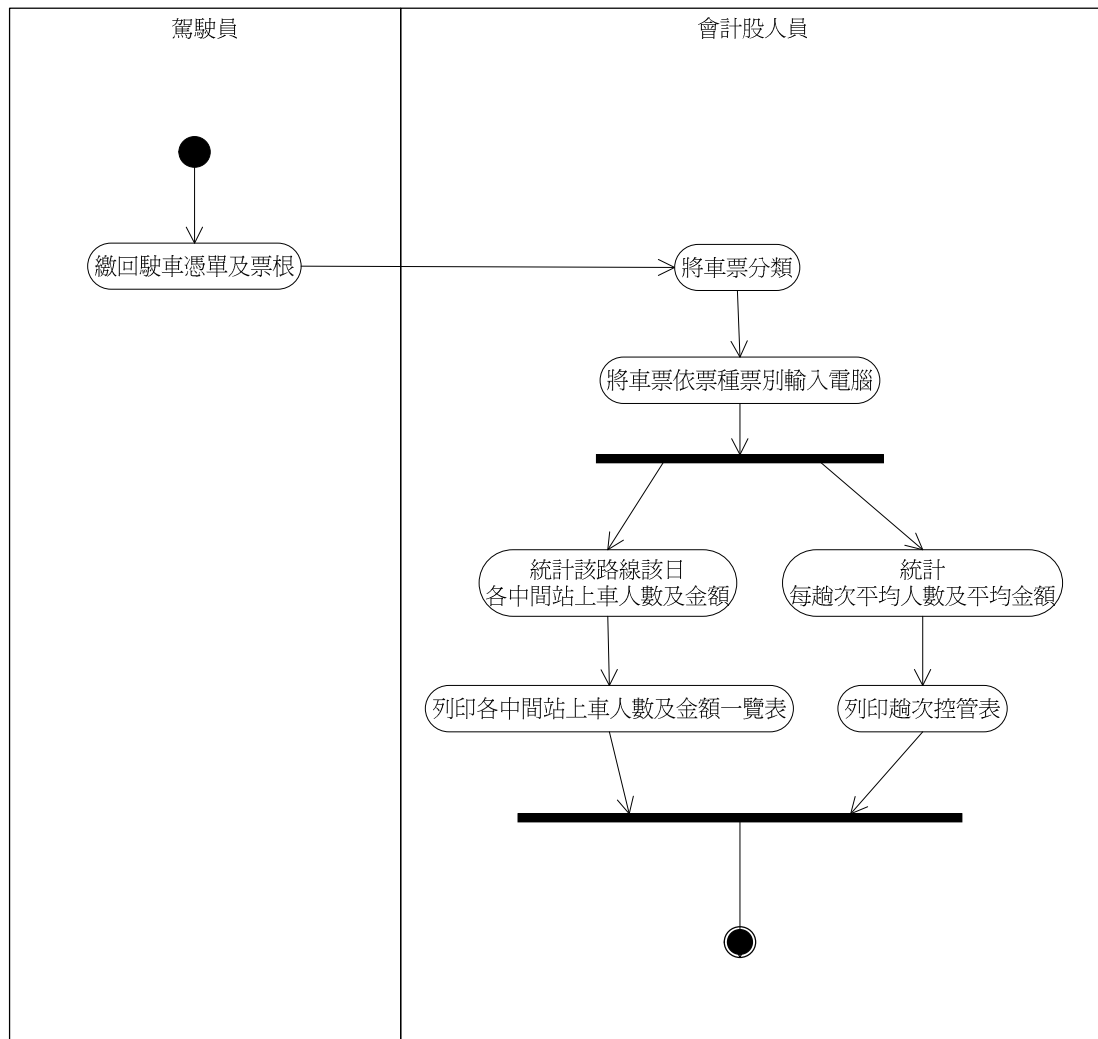 駕駛員
會計股人員
繳回駛車憑單及票根
將車票分類
將車票依票種票別輸入電腦
統計該路線該日
各中間站上車人數及金額
統計
每趟次平均人數及平均金額
列印各中間站上車人數及金額一覽表
列印趟次控管表